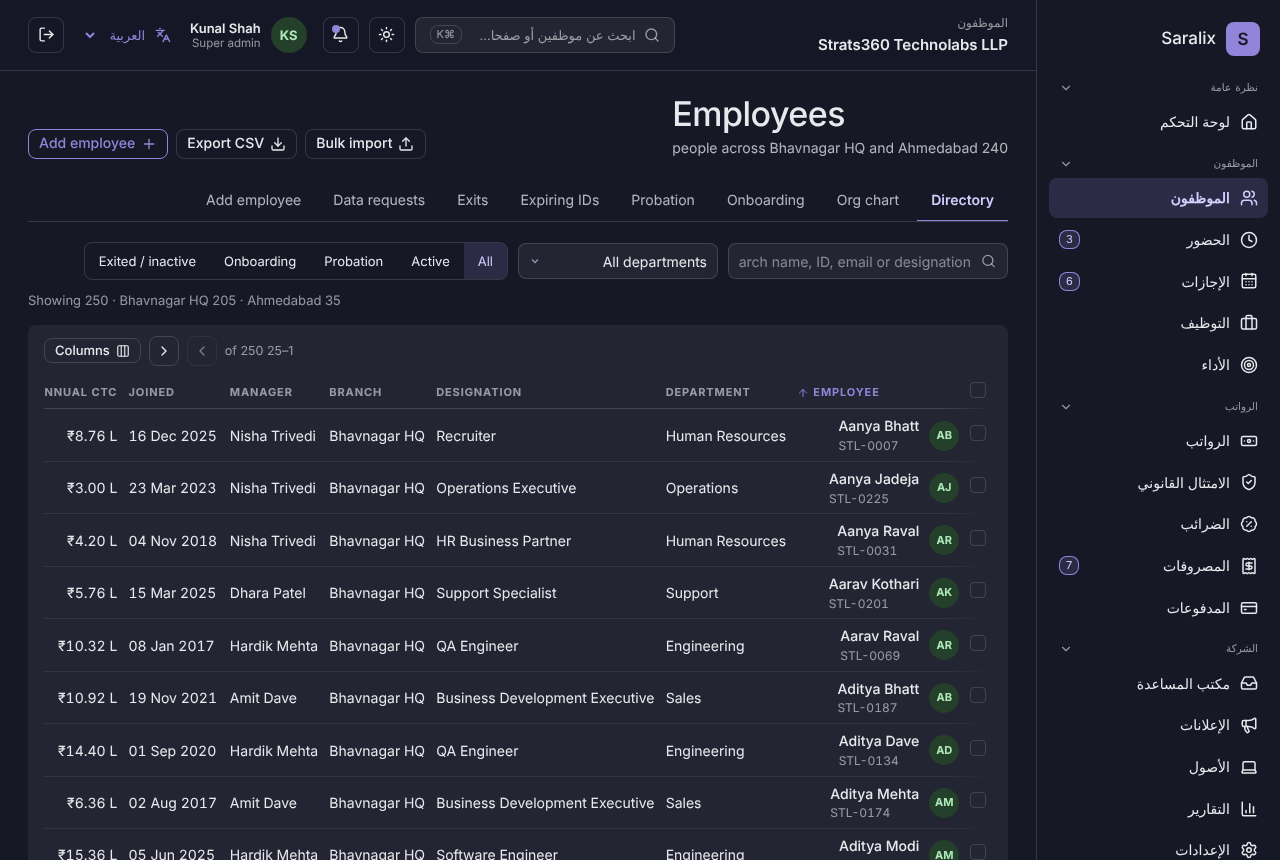 Saralix
S
نظرة عامة
لوحة التحكم
الموظفون
الموظفون
الحضور
3
الإجازات
6
التوظيف
الأداء
الرواتب
الرواتب
الامتثال القانوني
الضرائب
المصروفات
7
المدفوعات
الشركة
مكتب المساعدة
الإعلانات
الأصول
التقارير
الإعدادات
الموظفون
Strats360 Technolabs LLP
ابحث عن موظفين أو صفحا...
⌘K
KS
Kunal Shah
Super admin
العربية
Employees
people across Bhavnagar HQ and Ahmedabad 240
Bulk import
Export CSV
Add employee
Directory
Org chart
Onboarding
Probation
Expiring IDs
Exits
Data requests
Add employee
arch name, ID, email or designation
All departments
All
Active
Probation
Onboarding
Exited / inactive
Showing 250 · Bhavnagar HQ 205 · Ahmedabad 35
of 250 25–1
Columns
EMPLOYEE ↑ DEPARTMENT DESIGNATION BRANCH MANAGER JOINED NNUAL CTC
AB Aanya Bhatt Human Resources Recruiter Bhavnagar HQ Nisha Trivedi 16 Dec 2025 ₹8.76 L
STL-0007
AJ Aanya Jadeja Operations Operations Executive Bhavnagar HQ Nisha Trivedi 23 Mar 2023 ₹3.00 L
STL-0225
AR Aanya Raval Human Resources HR Business Partner Bhavnagar HQ Nisha Trivedi 04 Nov 2018 ₹4.20 L
STL-0031
AK Aarav Kothari Support Support Specialist Bhavnagar HQ Dhara Patel 15 Mar 2025 ₹5.76 L
STL-0201
AR Aarav Raval Engineering QA Engineer Bhavnagar HQ Hardik Mehta 08 Jan 2017 ₹10.32 L
STL-0069
AB Aditya Bhatt Sales Business Development Executive Bhavnagar HQ Amit Dave 19 Nov 2021 ₹10.92 L
STL-0187
AD Aditya Dave Engineering QA Engineer Bhavnagar HQ Hardik Mehta 01 Sep 2020 ₹14.40 L
STL-0134
AM Aditya Mehta Sales Business Development Executive Bhavnagar HQ Amit Dave 02 Aug 2017 ₹6.36 L
STL-0174
AM Aditya Modi Engineering Software Engineer Bhavnagar HQ Hardik Mehta 05 Jun 2025 ₹15.36 L